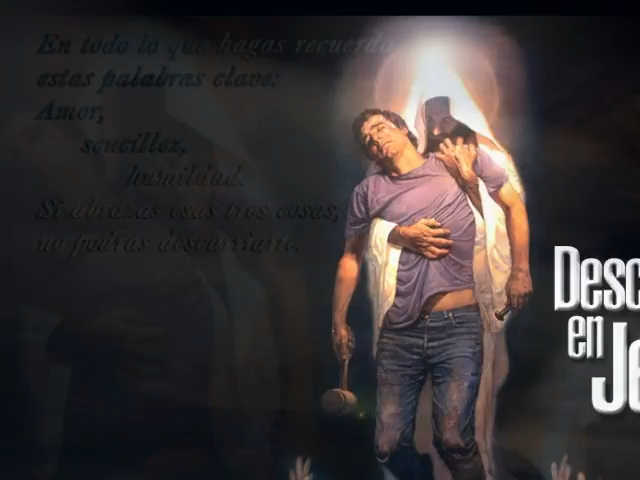 En todo lo que hagas recuerda
estas palabras clave:
Amor,
sencillez,
humildad.
Si abrazas esas tres cosas,
no podrás descarriarte.
Desc
en
Je